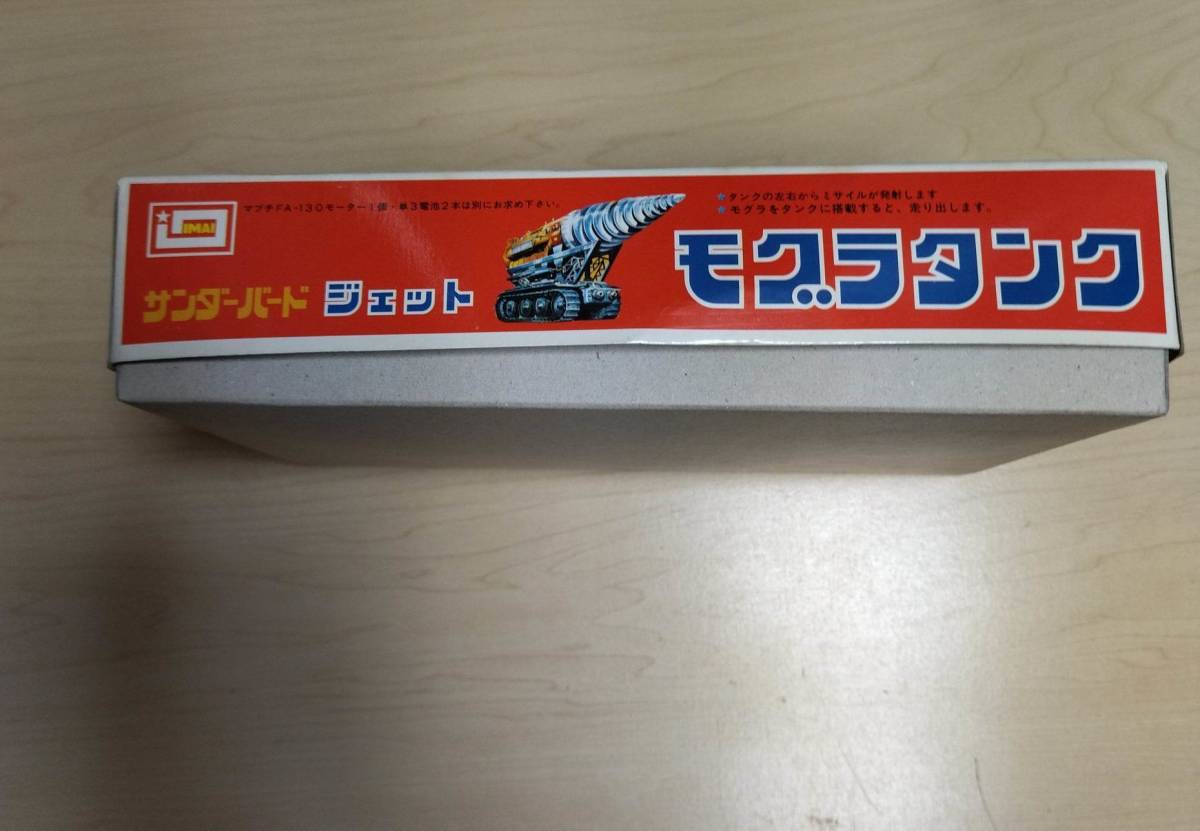 IMAI
マブチFA-130モーター1個・単3電池2本は別にお求め下さい。
★タンクの左右からミサイルが発射します
★モグラをタンクに搭載すると、走り出します。
サンダーバード ジェット モグラタンク